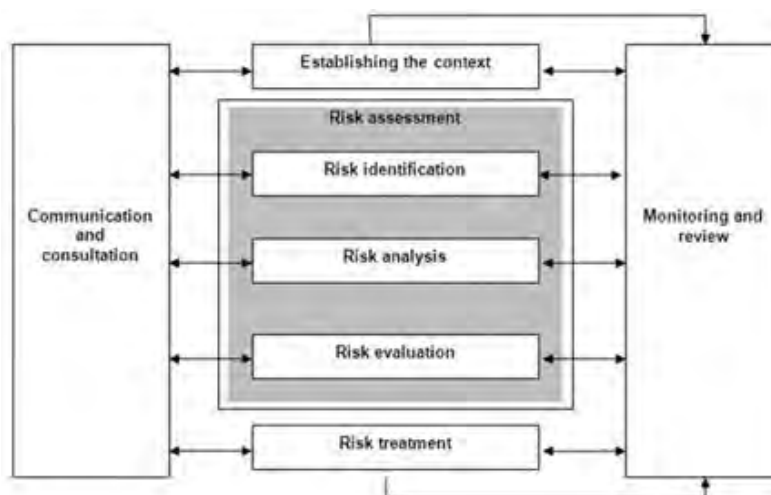 Establishing the context
Risk assessment
Risk identification
Communication
and
consultation
Monitoring and
review
Risk analysis
Risk evaluation
Risk treatment